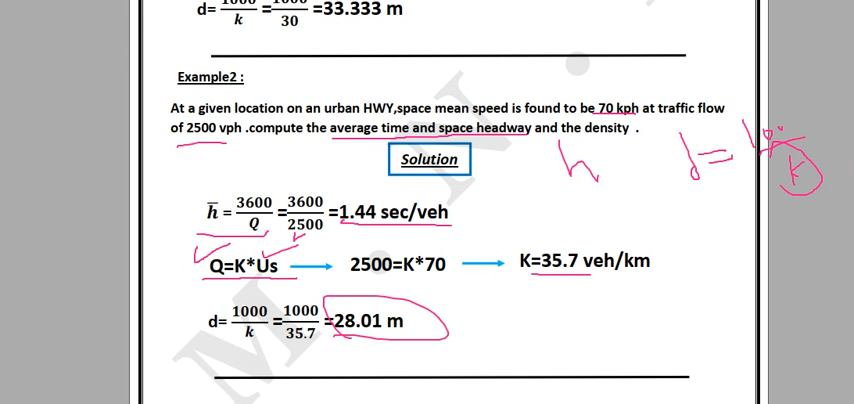 d= 1000/k =1000/30 =33.333 m
Example2 :
At a given location on an urban HWY,space mean speed is found to be 70 kph at traffic flow
of 2500 vph .compute the average time and space headway and the density .
Solution
h̅ = 3600/Q =3600/2500 =1.44 sec/veh
Q=K*Us → 2500=K*70 → K=35.7 veh/km
d= 1000/k =1000/35.7 =28.01 m
M . N .